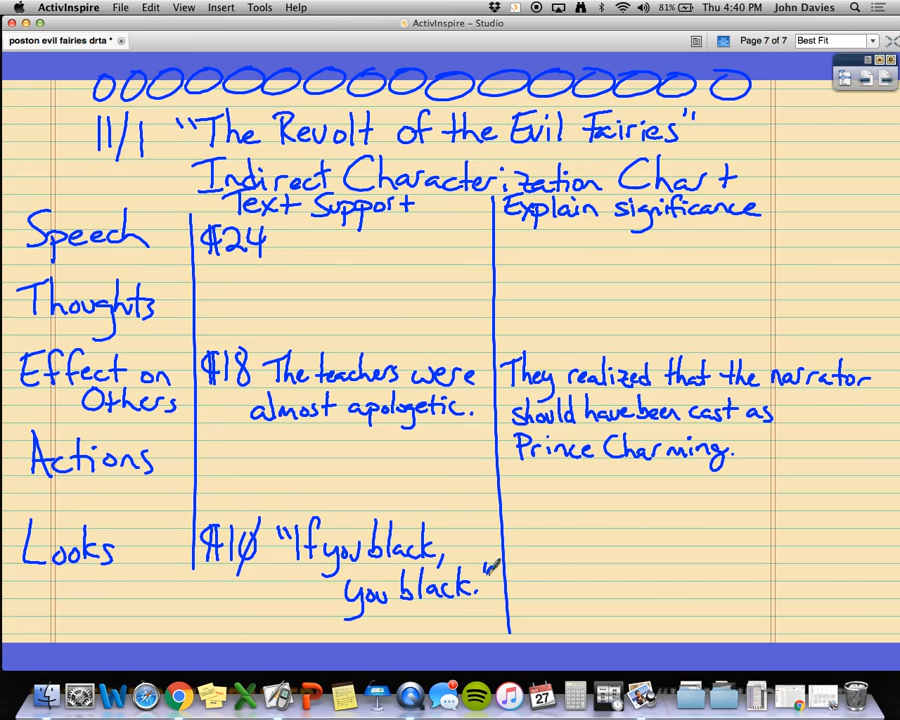 ActivInspire File Edit View Insert Tools Help 81% Thu 4:40 PM John Davies
ActivInspire - Studio
poston evil fairies drta * Page 7 of 7 Best Fit
11/1 "The Revolt of the Evil Fairies"
Indirect Characterization Chart
Text Support Explain significance
Speech ¶24
Thoughts
Effect on Others ¶18 The teachers were almost apologetic. They realized that the narrator should have been cast as Prince Charming.
Actions
Looks ¶10 "If you black,
you black."
27